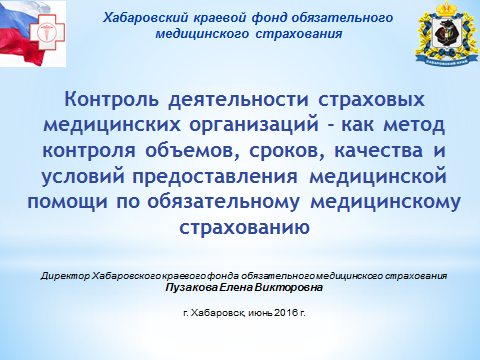 Хабаровский краевой фонд обязательного
медицинского страхования
Контроль деятельности страховых
медицинских организаций - как метод
контроля объемов, сроков, качества и
условий предоставления медицинской
помощи по обязательному медицинскому
страхованию
Директор Хабаровского краевого фонда обязательного медицинского страхования
Пузакова Елена Викторовна
г. Хабаровск, июнь 2016 г.
ХАБАРОВСКИЙ КРАЙ